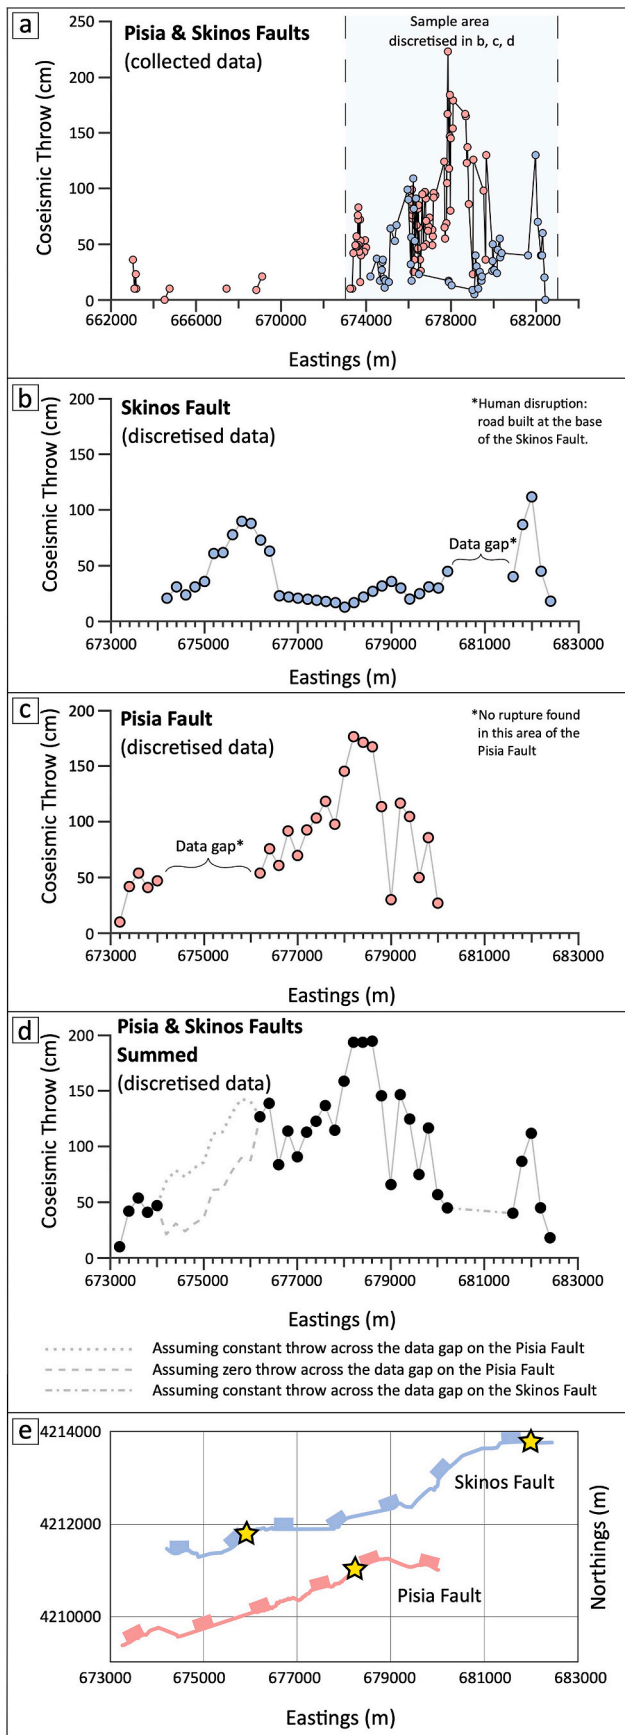 a
Pisia & Skinos Faults
(collected data)
Sample area
discretised in b, c, d
Coseismic Throw (cm)
250
200
150
100
50
0
662000 666000 670000 674000 678000 682000
Eastings (m)
b
Skinos Fault
(discretised data)
*Human disruption:
road built at the base
of the Skinos Fault.
Data gap*
Coseismic Throw (cm)
200
150
100
50
0
673000 675000 677000 679000 681000 683000
Eastings (m)
c
Pisia Fault
(discretised data)
*No rupture found
in this area of the
Pisia Fault
Data gap*
Coseismic Throw (cm)
200
150
100
50
0
673000 675000 677000 679000 681000 683000
Eastings (m)
d
Pisia & Skinos Faults
Summed
(discretised data)
Coseismic Throw (cm)
200
150
100
50
0
673000 675000 677000 679000 681000 683000
Eastings (m)
Assuming constant throw across the data gap on the Pisia Fault
Assuming zero throw across the data gap on the Pisia Fault
Assuming constant throw across the data gap on the Skinos Fault
e
4214000
4212000
4210000
Skinos Fault
Pisia Fault
Northings (m)
673000 675000 677000 679000 681000 683000
Eastings (m)